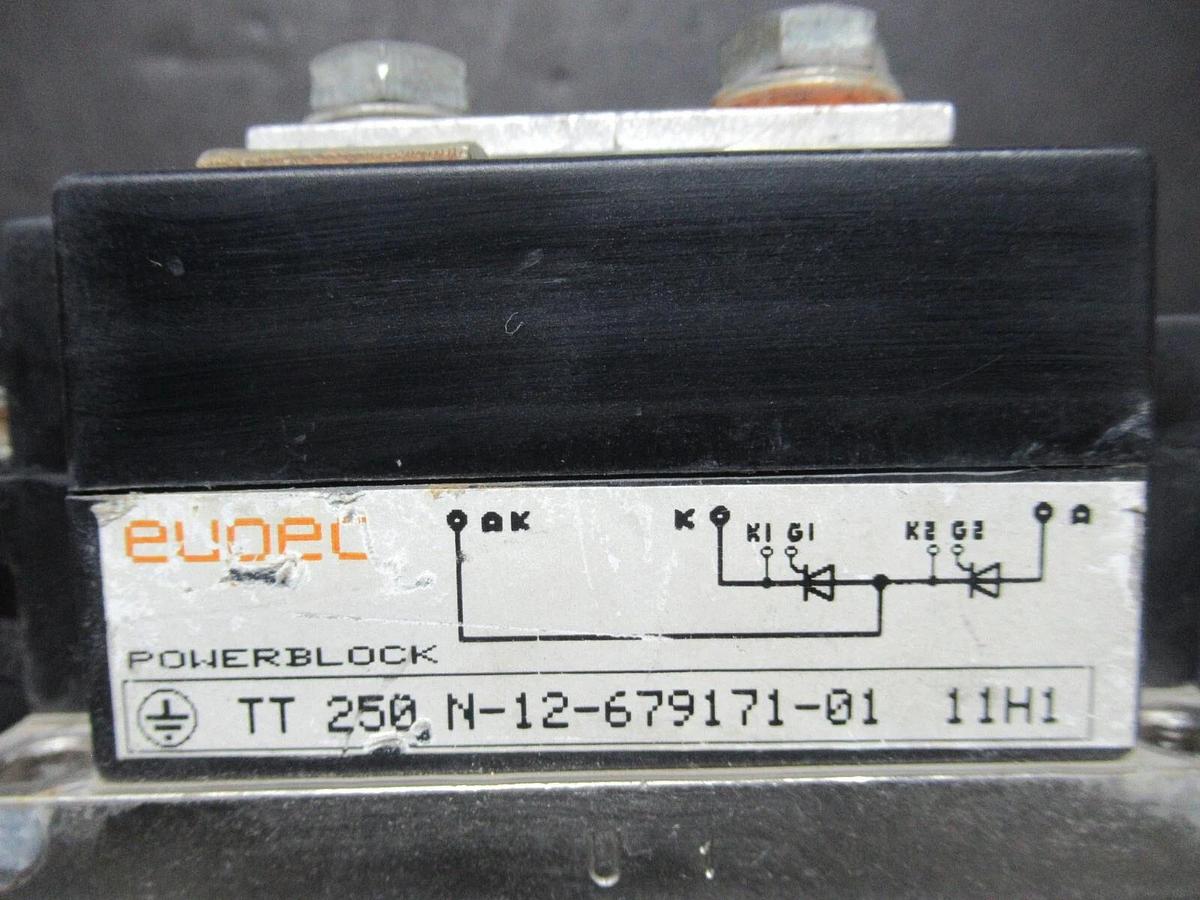 eupec
AK K A
K1 G1 K2 G2
POWERBLOCK
TT 250 N-12-679171-01 11H1